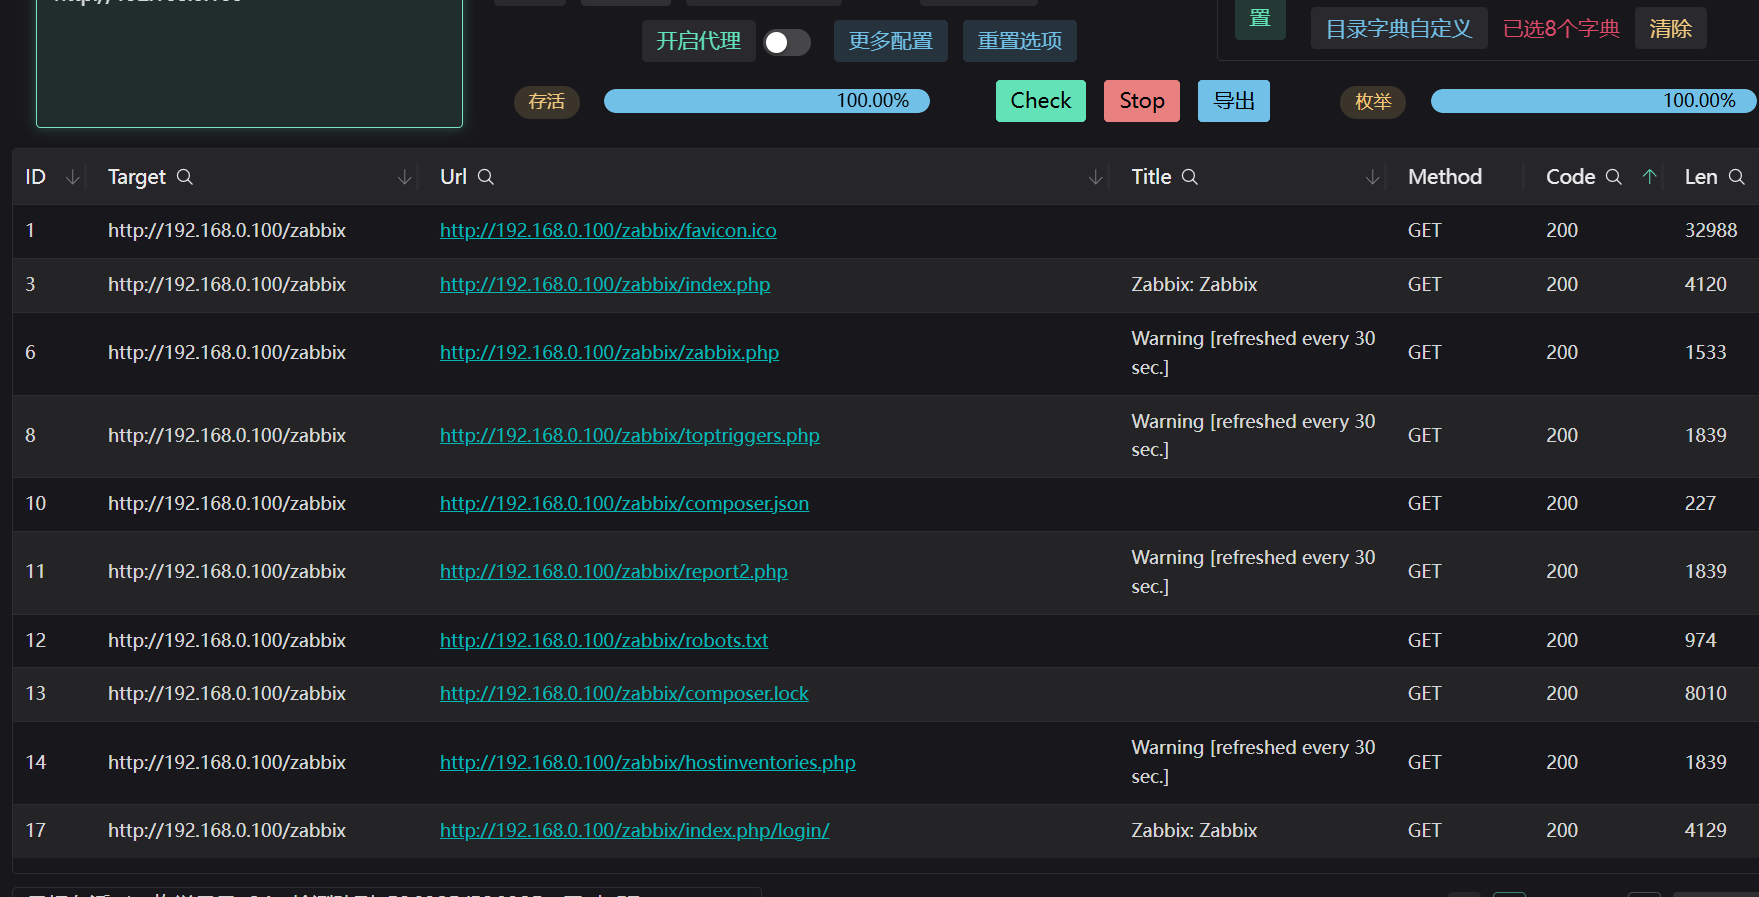 置
目录字典自定义 已选8个字典 清除
开启代理 更多配置 重置选项
存活 100.00% Check Stop 导出 枚举 100.00%
ID Target Url Title Method Code Len
1 http://192.168.0.100/zabbix http://192.168.0.100/zabbix/favicon.ico GET 200 32988
3 http://192.168.0.100/zabbix http://192.168.0.100/zabbix/index.php Zabbix: Zabbix GET 200 4120
6 http://192.168.0.100/zabbix http://192.168.0.100/zabbix/zabbix.php Warning [refreshed every 30 sec.] GET 200 1533
8 http://192.168.0.100/zabbix http://192.168.0.100/zabbix/toptriggers.php Warning [refreshed every 30 sec.] GET 200 1839
10 http://192.168.0.100/zabbix http://192.168.0.100/zabbix/composer.json GET 200 227
11 http://192.168.0.100/zabbix http://192.168.0.100/zabbix/report2.php Warning [refreshed every 30 sec.] GET 200 1839
12 http://192.168.0.100/zabbix http://192.168.0.100/zabbix/robots.txt GET 200 974
13 http://192.168.0.100/zabbix http://192.168.0.100/zabbix/composer.lock GET 200 8010
14 http://192.168.0.100/zabbix http://192.168.0.100/zabbix/hostinventories.php Warning [refreshed every 30 sec.] GET 200 1839
17 http://192.168.0.100/zabbix http://192.168.0.100/zabbix/index.php/login/ Zabbix: Zabbix GET 200 4129